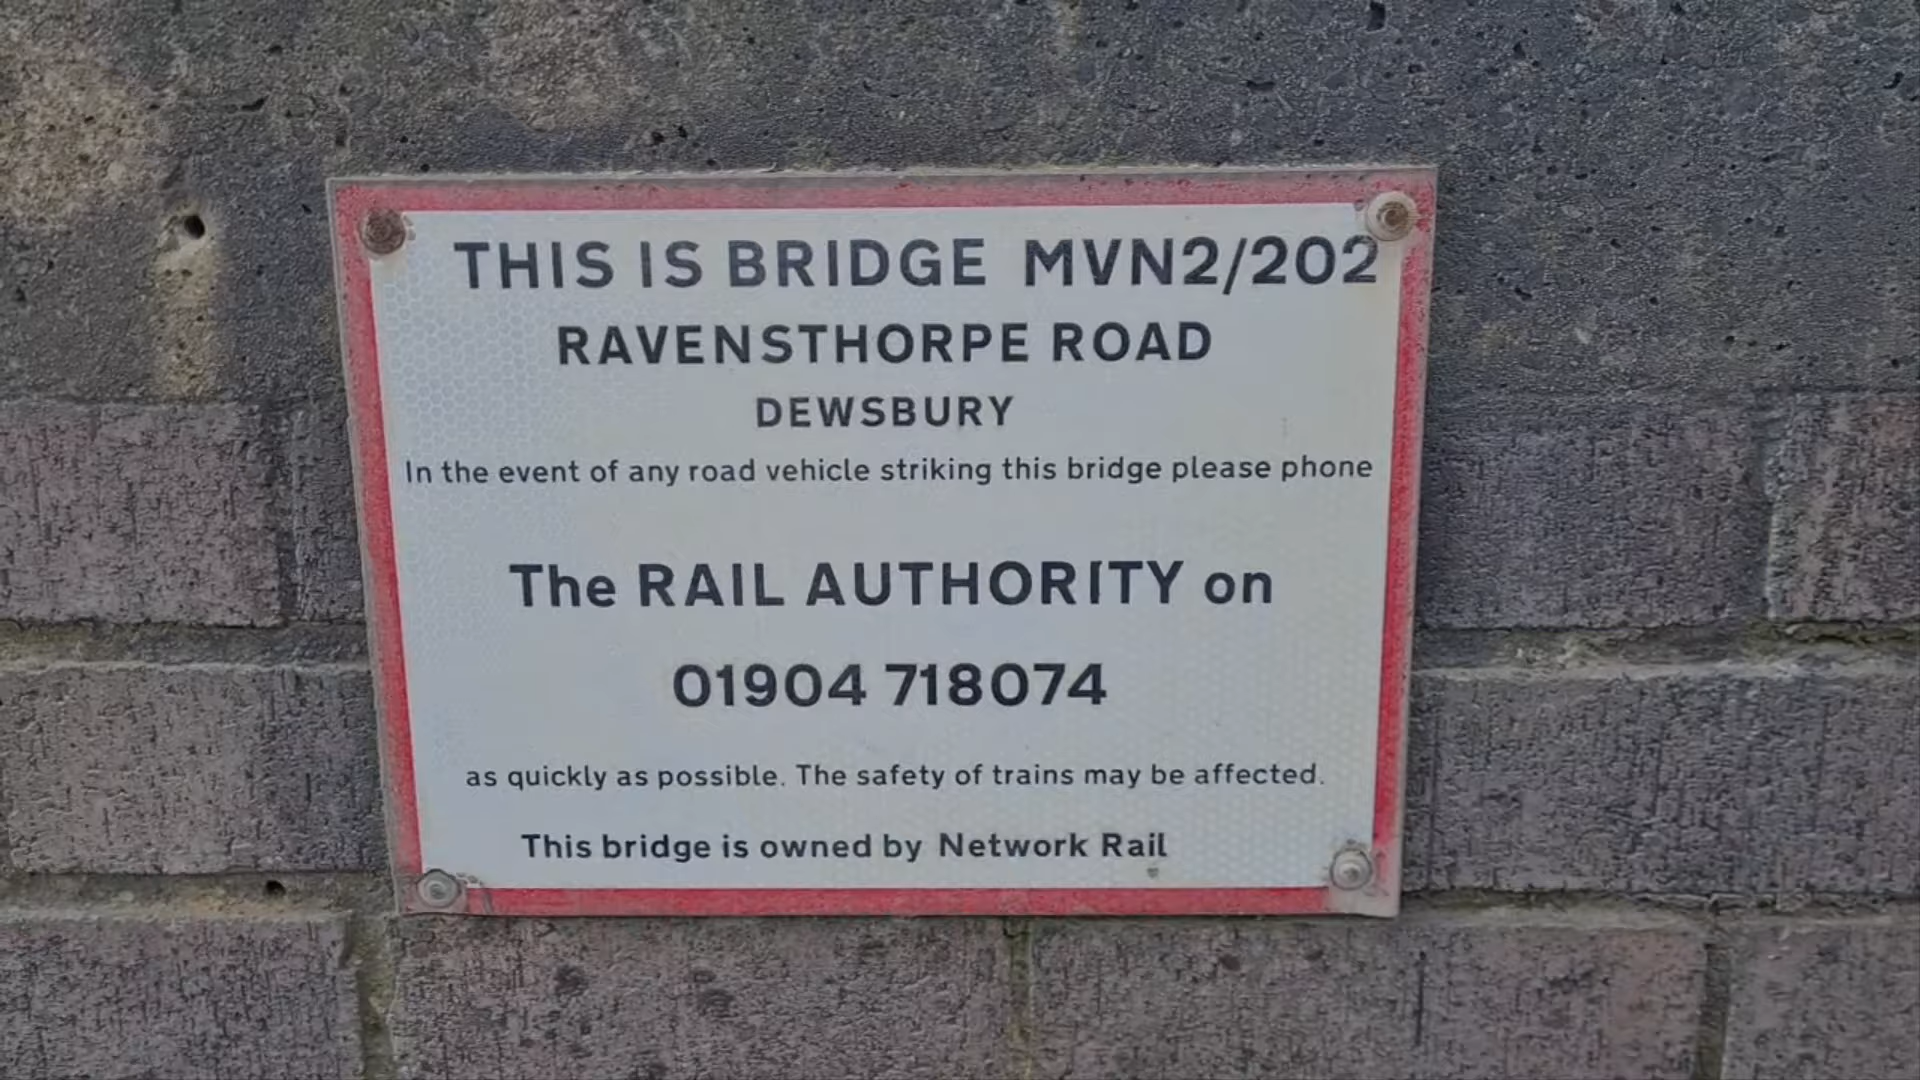 THIS IS BRIDGE MVN2/202
RAVENSTHORPE ROAD
DEWSBURY
In the event of any road vehicle striking this bridge please phone
The RAIL AUTHORITY on
01904 718074
as quickly as possible. The safety of trains may be affected.
This bridge is owned by Network Rail